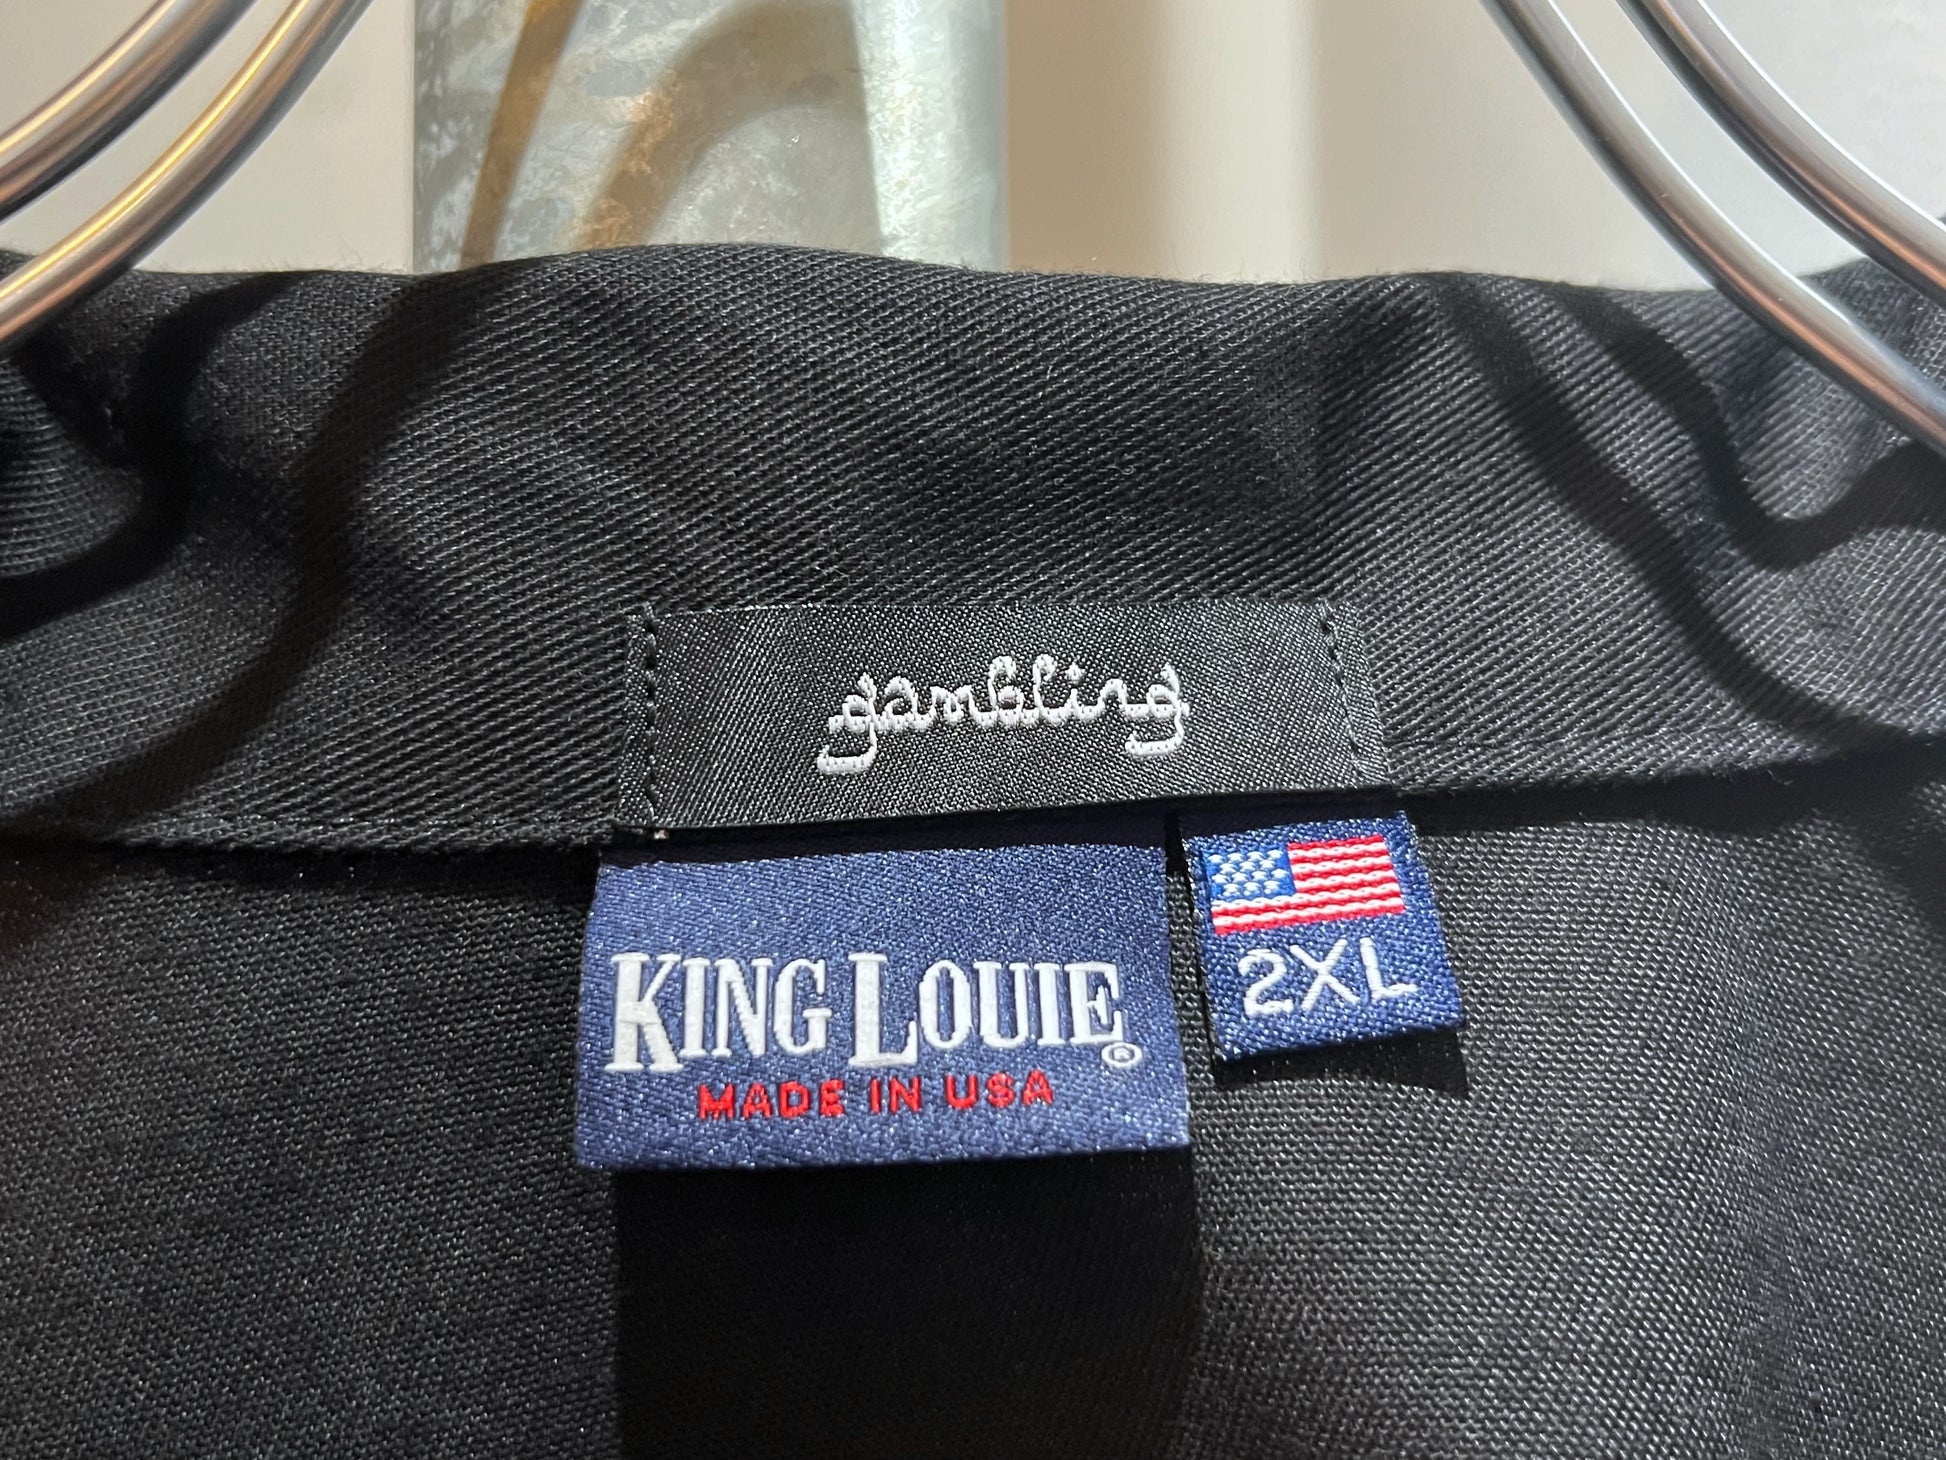 gambling
KING LOUIE®
MADE IN USA
2XL